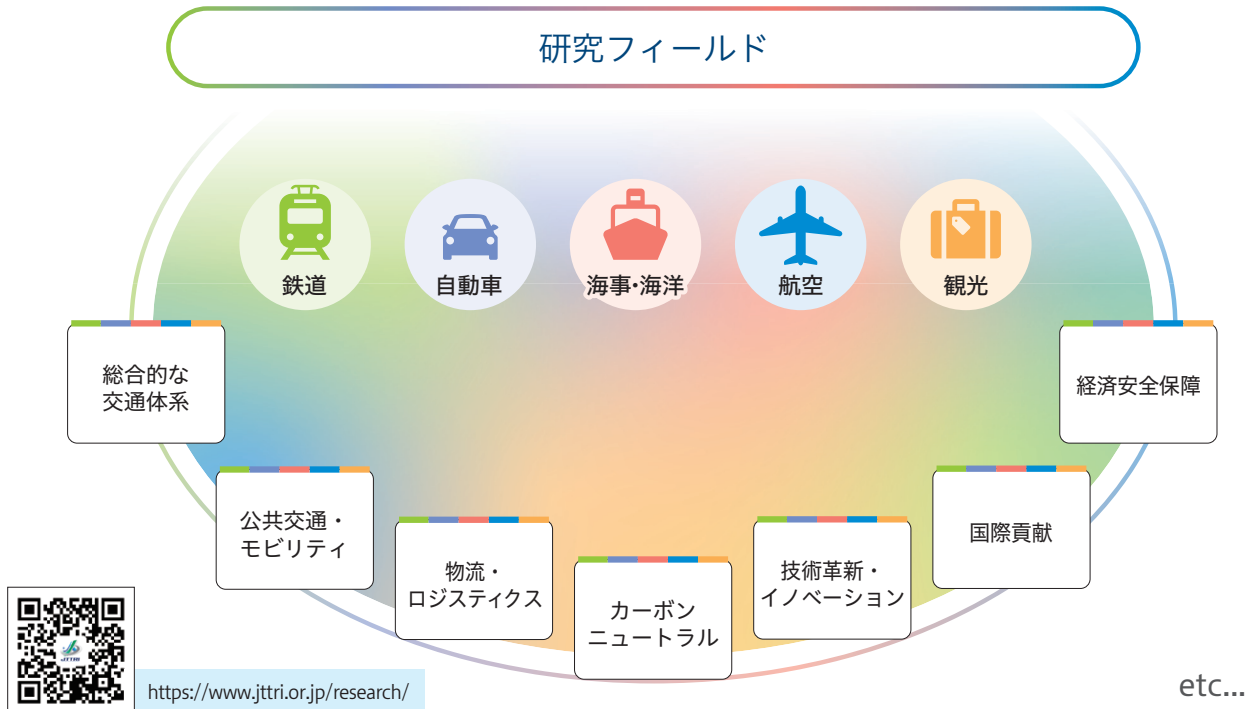 研究フィールド
鉄道
自動車
海事・海洋
航空
観光
総合的な
交通体系
経済安全保障
公共交通・
モビリティ
国際貢献
物流・
ロジスティクス
技術革新・
イノベーション
カーボン
ニュートラル
JTTRI
https://www.jttri.or.jp/research/
etc...